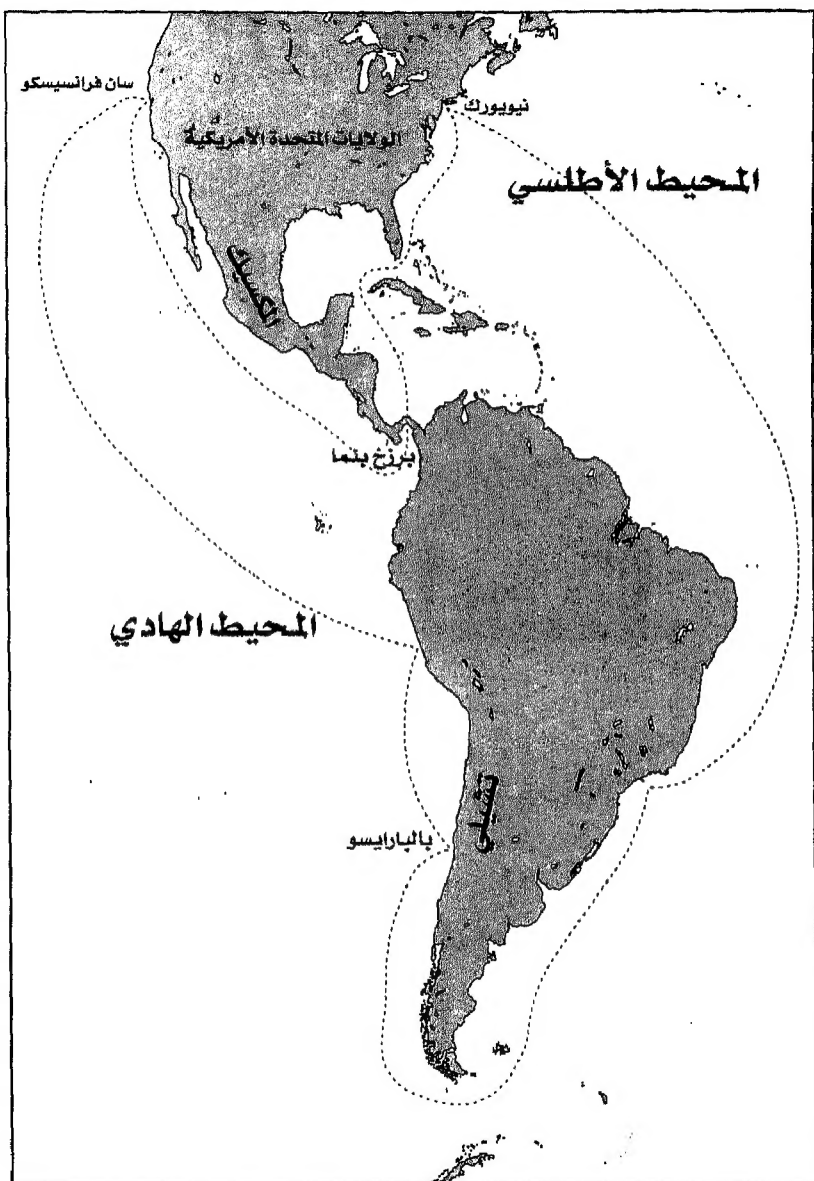 سان فرانسيسكو
نيويورك
الولايات المتحدة الأمريكية
المحيط الأطلسي
المكسيك
برزخ بنما
المحيط الهادي
تشيلي
بالبارايسو